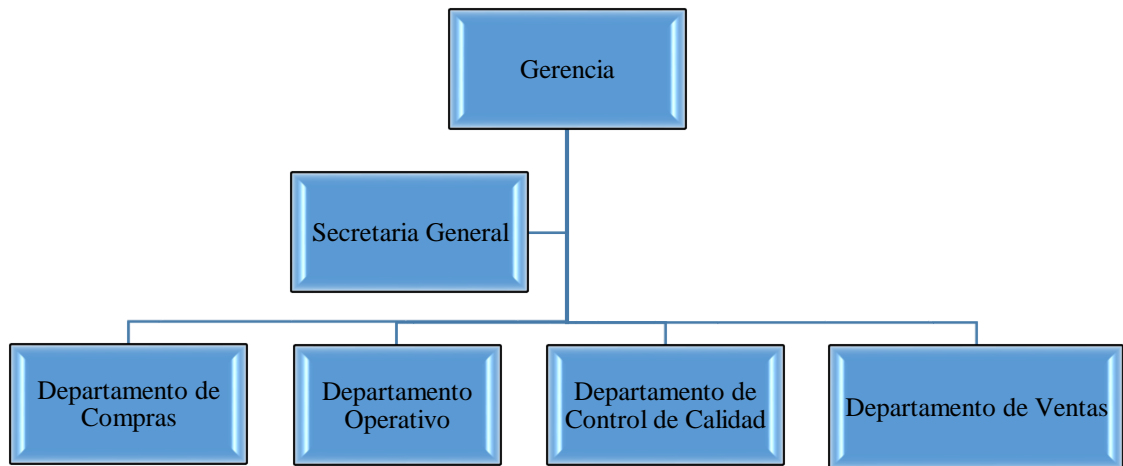 Gerencia
Secretaria General
Departamento de
Compras
Departamento
Operativo
Departamento de
Control de Calidad
Departamento de Ventas